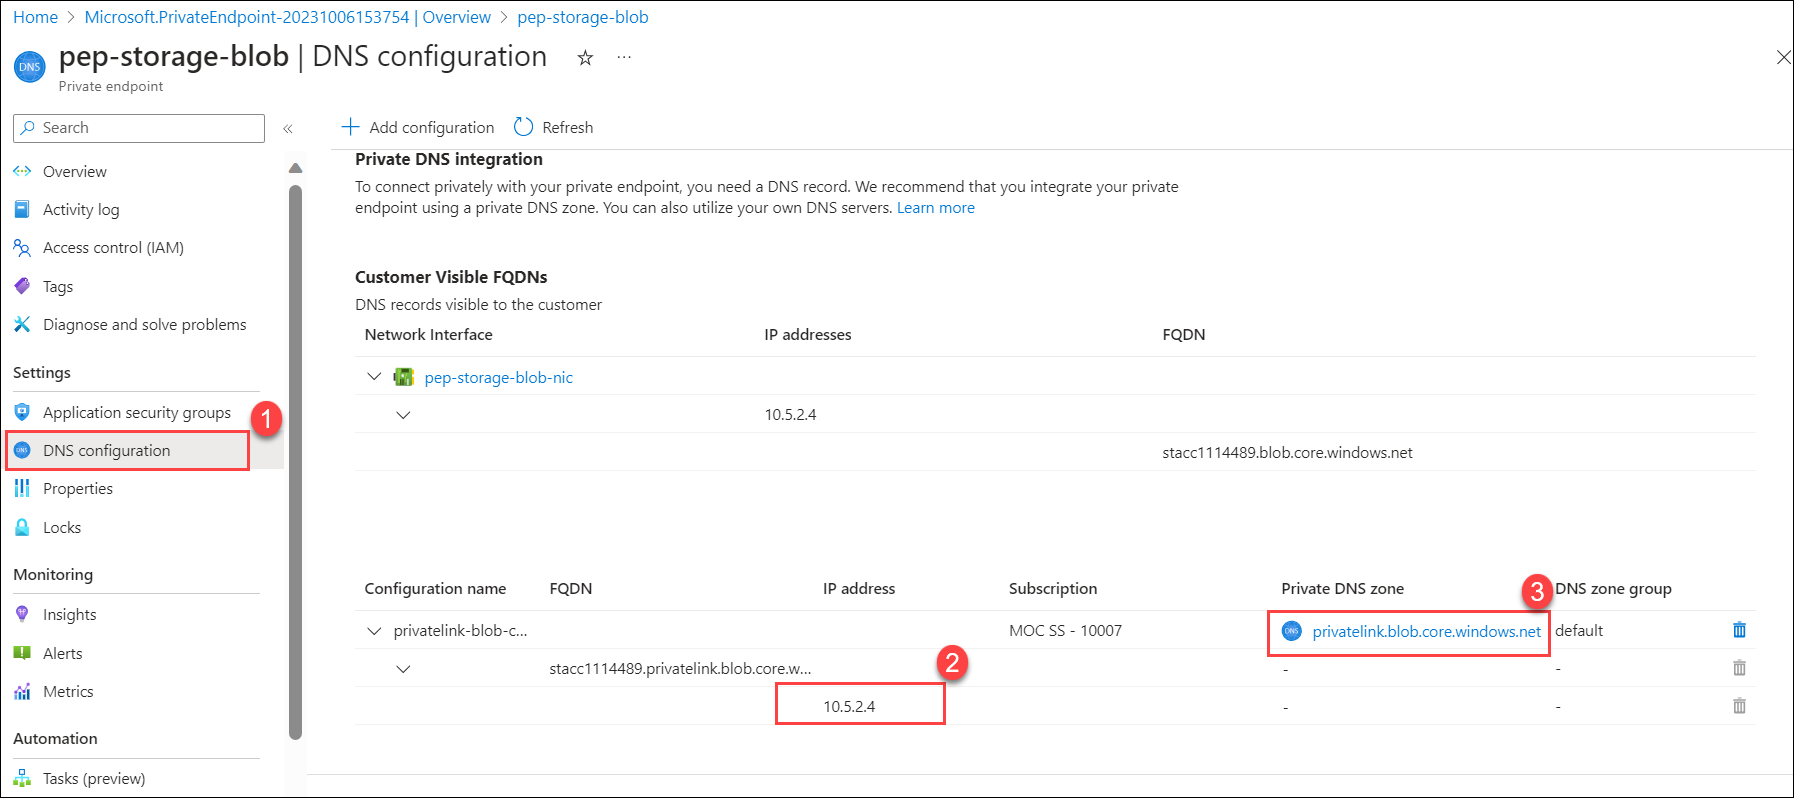 Home > Microsoft.PrivateEndpoint-20231006153754 | Overview > pep-storage-blob
DNS
pep-storage-blob | DNS configuration
Private endpoint
Search
«
Add configuration
Refresh
Overview
Activity log
Access control (IAM)
Tags
Diagnose and solve problems
Settings
Application security groups
1
DNS configuration
Properties
Locks
Monitoring
Insights
Alerts
Metrics
Automation
Tasks (preview)
Private DNS integration
To connect privately with your private endpoint, you need a DNS record. We recommend that you integrate your private
endpoint using a private DNS zone. You can also utilize your own DNS servers. Learn more
Customer Visible FQDNs
DNS records visible to the customer
Network Interface IP addresses FQDN
pep-storage-blob-nic
10.5.2.4
stacc1114489.blob.core.windows.net
Configuration name FQDN IP address Subscription Private DNS zone 3 DNS zone group
privatelink-blob-c... MOC SS - 10007 DNS privatelink.blob.core.windows.net default
stacc1114489.privatelink.blob.core.w... 2 - -
10.5.2.4 - -